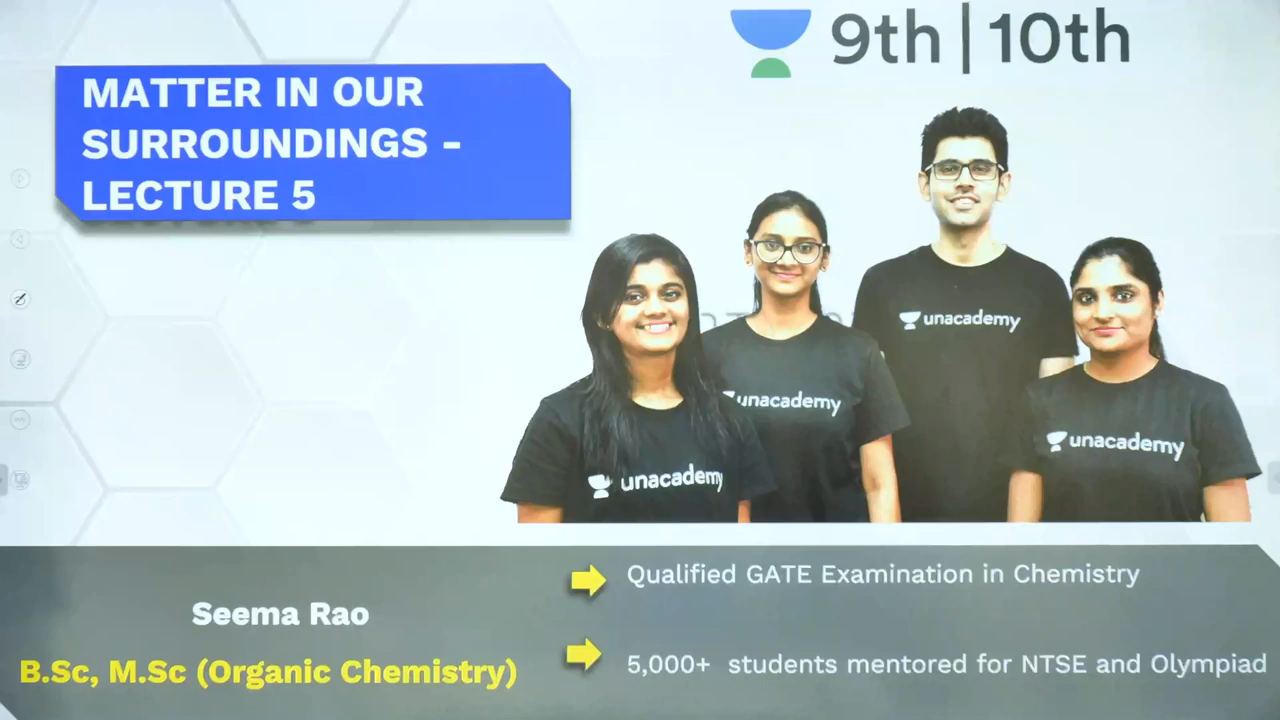 9th | 10th
MATTER IN OUR
SURROUNDINGS -
LECTURE 5
unacademy
unacademy
unacademy
unacademy
Seema Rao
B.Sc, M.Sc (Organic Chemistry)
Qualified GATE Examination in Chemistry
5,000+ students mentored for NTSE and Olympiad